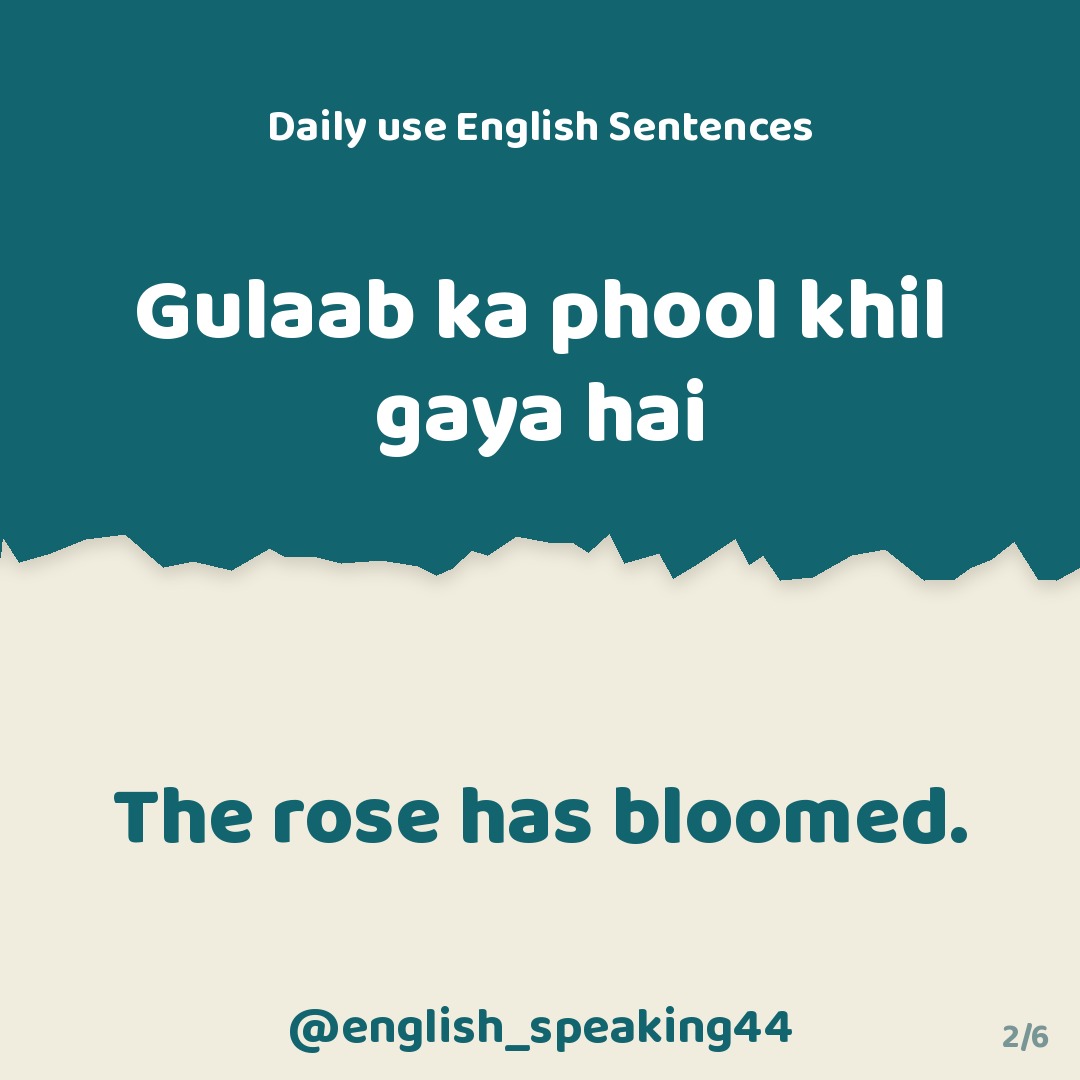 Daily use English Sentences
Gulaab ka phool khil
gaya hai
The rose has bloomed.
@english_speaking44
2/6